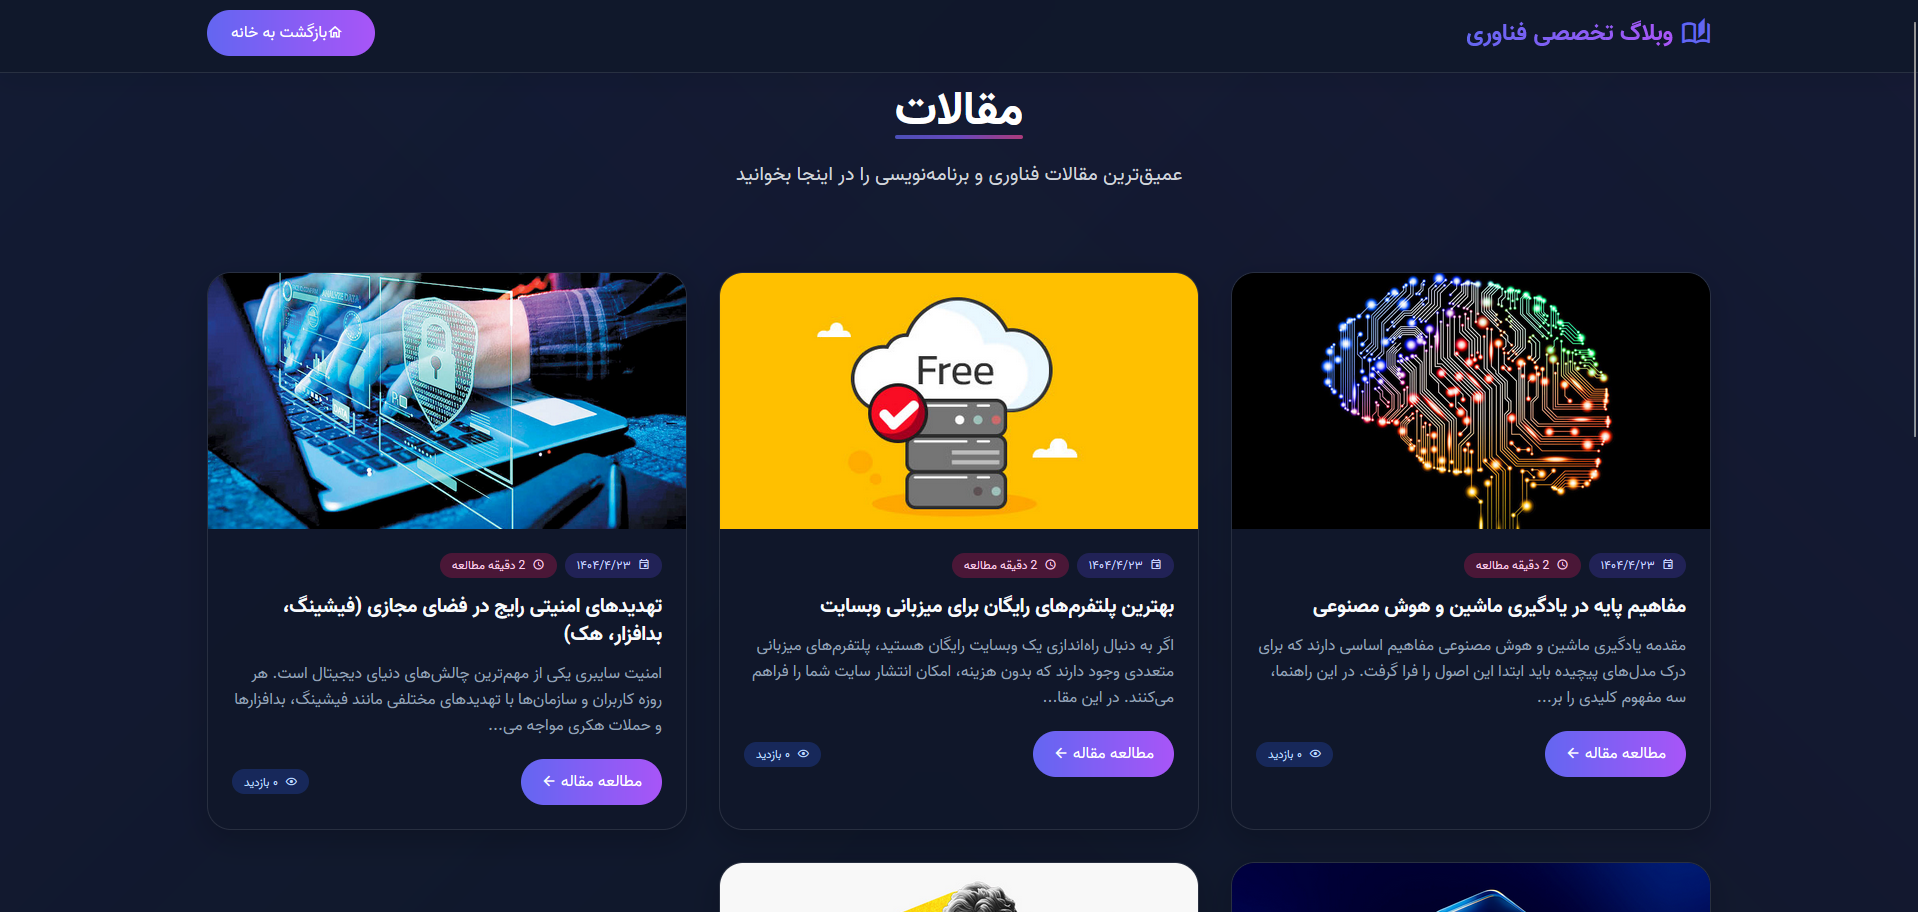 وبلاگ تخصصی فناوری
بازگشت به خانه
مقالات
عمیق‌ترین مقالات فناوری و برنامه‌نویسی را در اینجا بخوانید
۱۴۰۴/۴/۲۳
2 دقیقه مطالعه
مفاهیم پایه در یادگیری ماشین و هوش مصنوعی
مقدمه یادگیری ماشین و هوش مصنوعی مفاهیم اساسی دارند که برای
درک مدل‌های پیچیده باید ابتدا این اصول را فرا گرفت. در این راهنما،
سه مفهوم کلیدی را بر...
مطالعه مقاله ←
۰ بازدید
Free
۱۴۰۴/۴/۲۳
2 دقیقه مطالعه
بهترین پلتفرم‌های رایگان برای میزبانی وبسایت
اگر به دنبال راه‌اندازی یک وبسایت رایگان هستید، پلتفرم‌های میزبانی
متعددی وجود دارند که بدون هزینه، امکان انتشار سایت شما را فراهم
می‌کنند. در این مقا...
مطالعه مقاله ←
۰ بازدید
ANALYZE DATA
DATA
۱۴۰۴/۴/۲۳
2 دقیقه مطالعه
تهدیدهای امنیتی رایج در فضای مجازی (فیشینگ،
بدافزار، هک)
امنیت سایبری یکی از مهم‌ترین چالش‌های دنیای دیجیتال است. هر
روزه کاربران و سازمان‌ها با تهدیدهای مختلفی مانند فیشینگ، بدافزارها
و حملات هکری مواجه می...
مطالعه مقاله ←
۰ بازدید